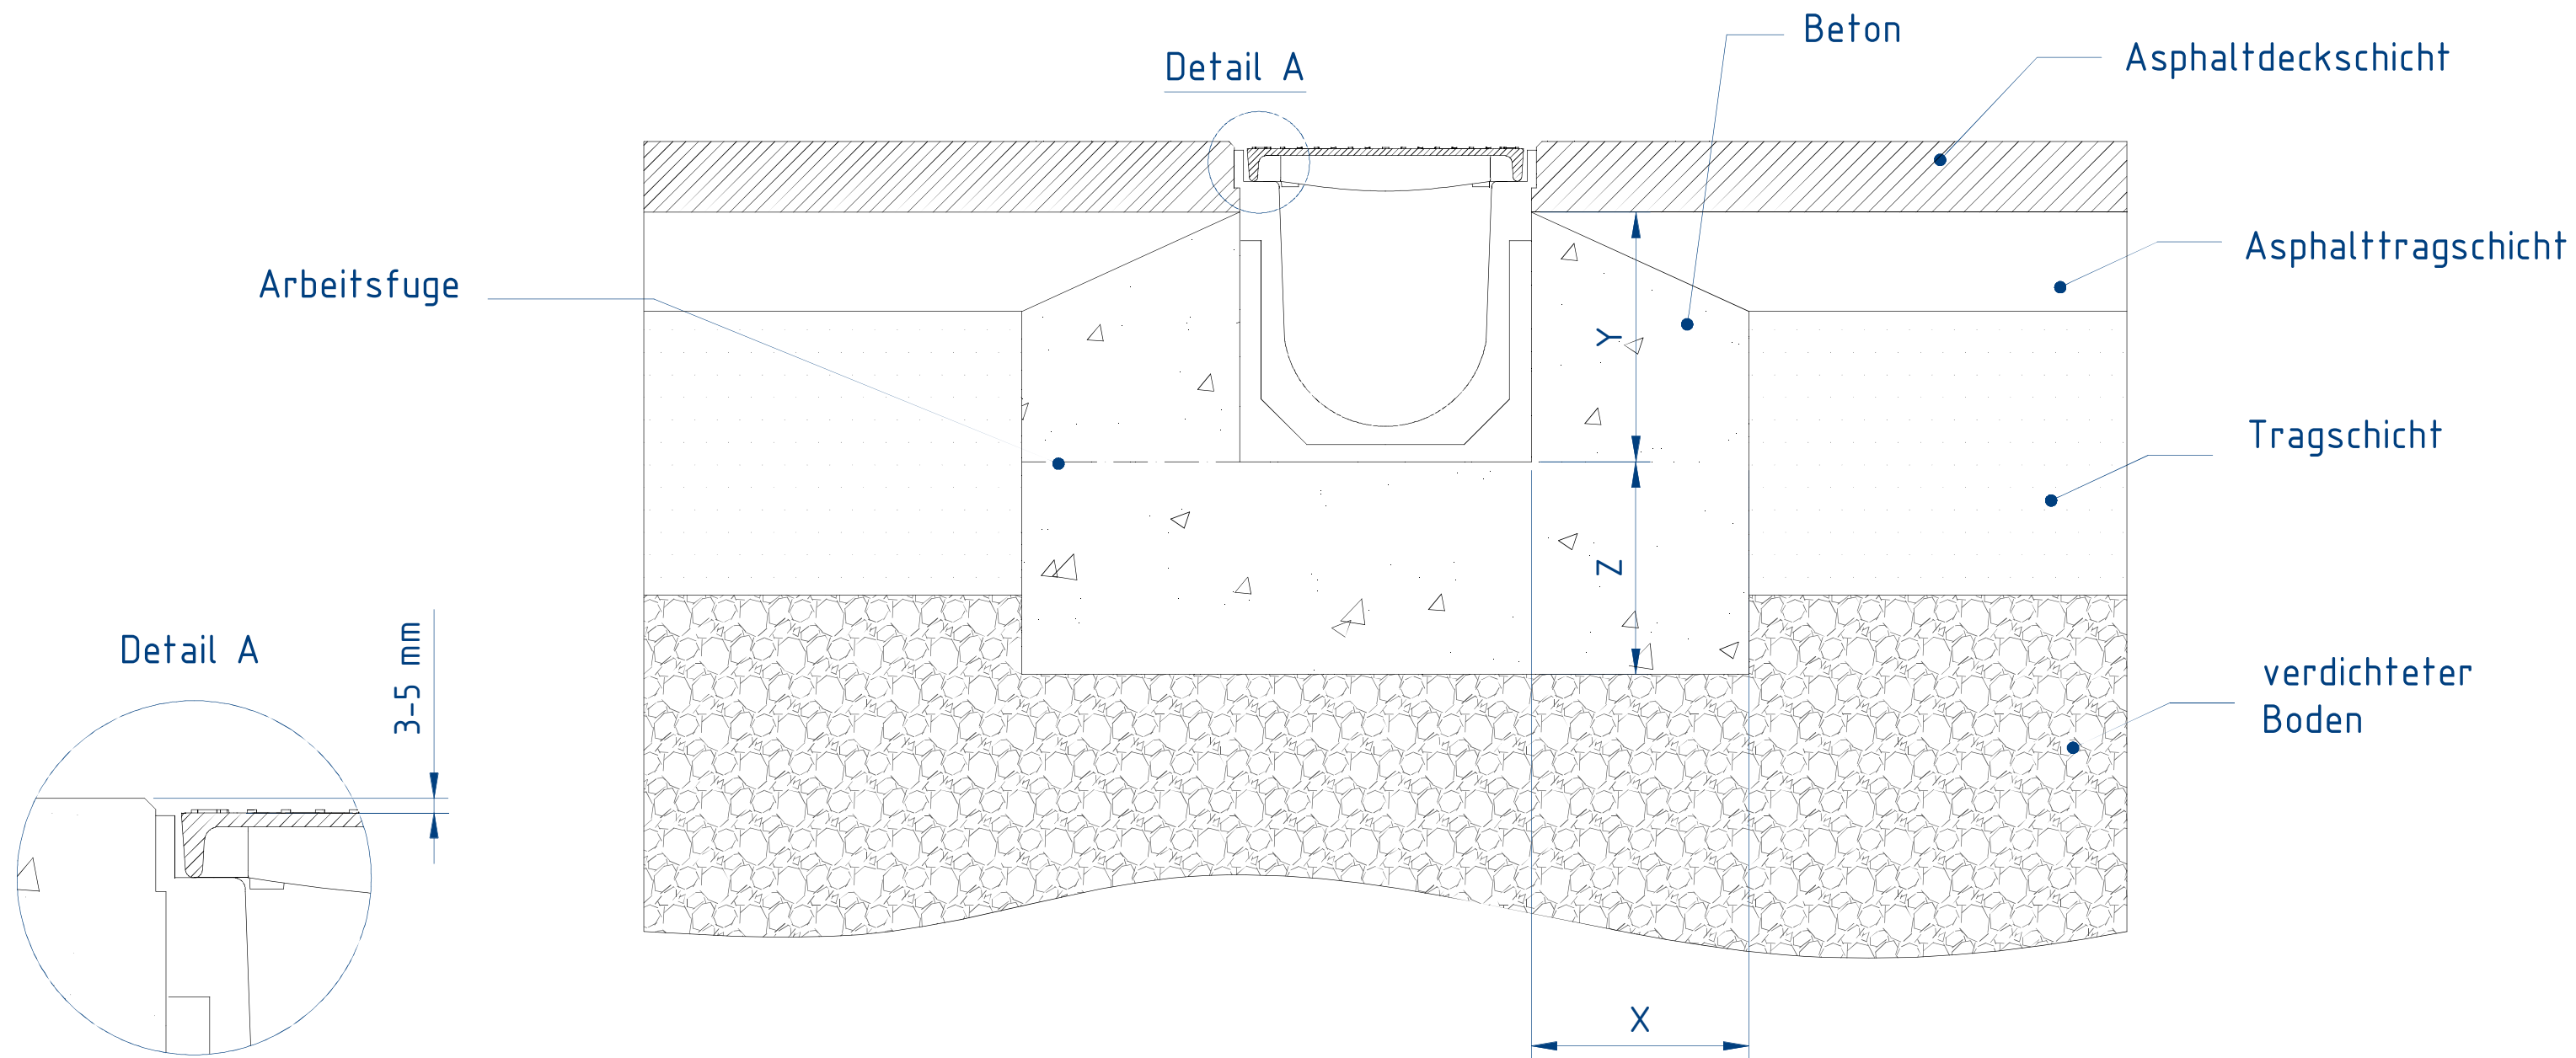 Beton
Detail A
Asphaltdeckschicht
Asphalttragschicht
Arbeitsfuge
Y
Tragschicht
Z
Detail A
3-5 mm
verdichteter
Boden
X